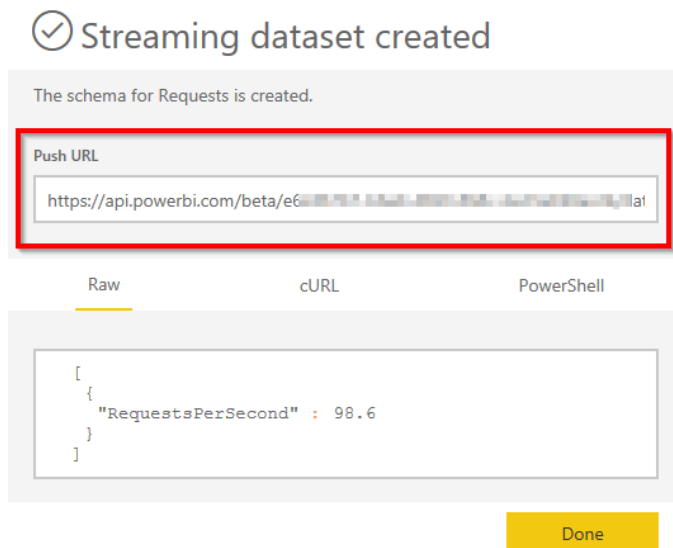 Streaming dataset created
The schema for Requests is created.
Push URL
https://api.powerbi.com/beta/e6
Raw cURL PowerShell
[
{
"RequestsPerSecond" : 98.6
}
]
Done